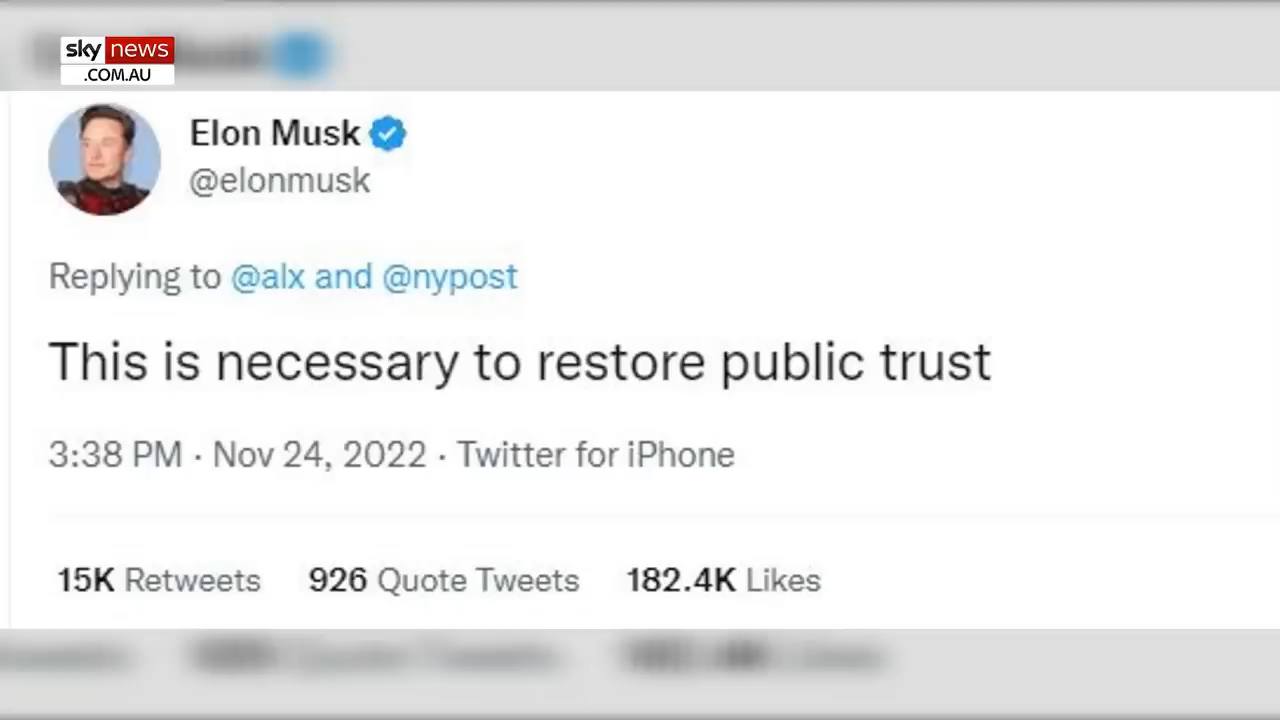 sky news
.COM.AU
Elon Musk
@elonmusk
Replying to @alx and @nypost
This is necessary to restore public trust
3:38 PM · Nov 24, 2022 · Twitter for iPhone
15K Retweets 926 Quote Tweets 182.4K Likes